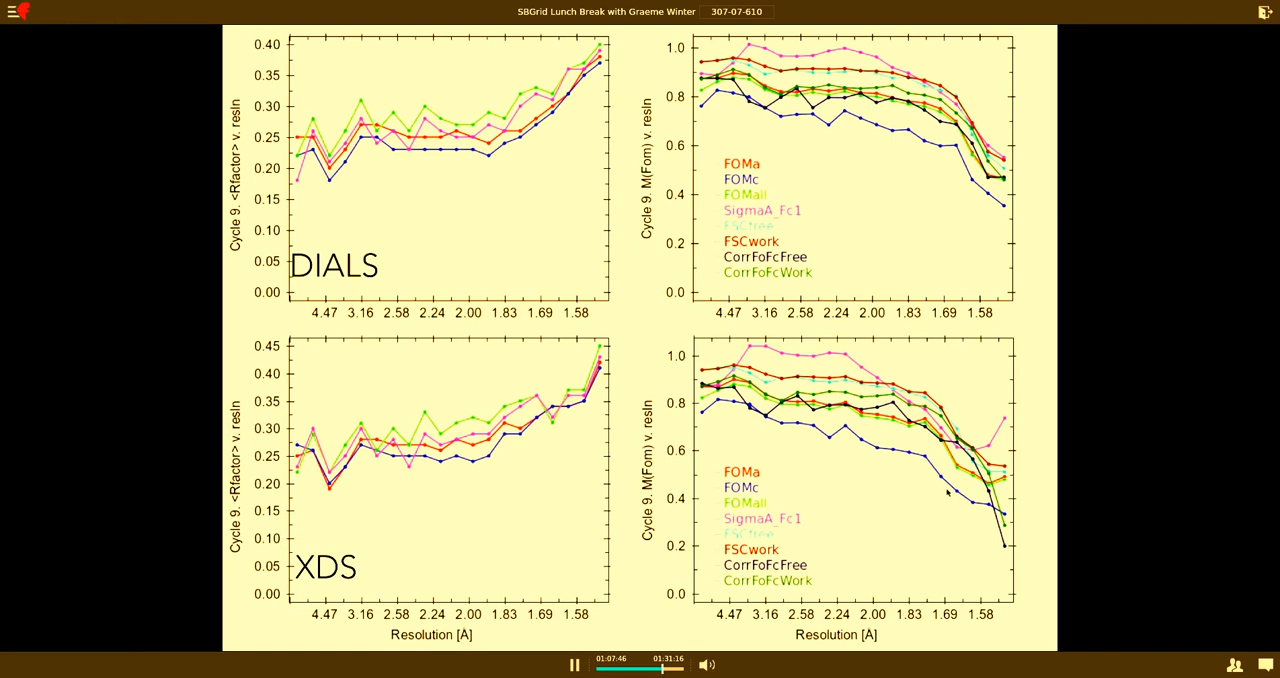 SBGrid Lunch Break with Graeme Winter 307-07-610
Cycle 9. <Rfactor> v. resln
0.40
0.35
0.30
0.25
0.20
0.15
0.10
0.05
0.00
DIALS
4.47 3.16 2.58 2.24 2.00 1.83 1.69 1.58
Cycle 9. M(Fom) v. resln
1.0
0.8
0.6
0.4
0.2
0.0
FOMa
FOMc
FOMall
SigmaA_Fc1
FSCfree
FSCwork
CorrFoFcFree
CorrFoFcWork
4.47 3.16 2.58 2.24 2.00 1.83 1.69 1.58
Cycle 9. <Rfactor> v. resln
0.45
0.40
0.35
0.30
0.25
0.20
0.15
0.10
0.05
0.00
XDS
4.47 3.16 2.58 2.24 2.00 1.83 1.69 1.58
Resolution [Å]
Cycle 9. M(Fom) v. resln
1.0
0.8
0.6
0.4
0.2
0.0
FOMa
FOMc
FOMall
SigmaA_Fc1
FSCfree
FSCwork
CorrFoFcFree
CorrFoFcWork
4.47 3.16 2.58 2.24 2.00 1.83 1.69 1.58
Resolution [Å]
01:07:46 01:31:16